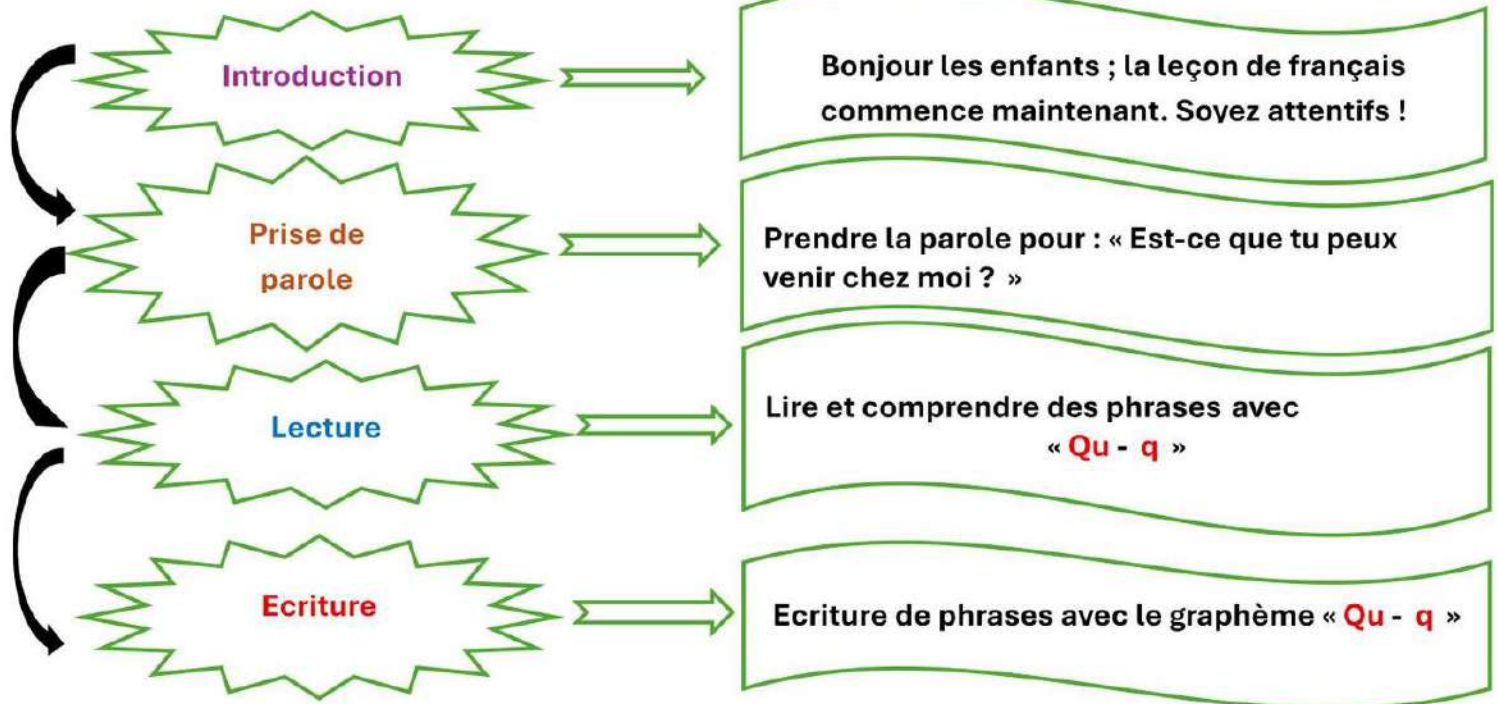 Introduction
Bonjour les enfants ; la leçon de français
commence maintenant. Soyez attentifs !
Prise de
parole
Prendre la parole pour : « Est-ce que tu peux
venir chez moi ? »
Lecture
Lire et comprendre des phrases avec
« Qu - q »
Ecriture
Ecriture de phrases avec le graphème « Qu - q »